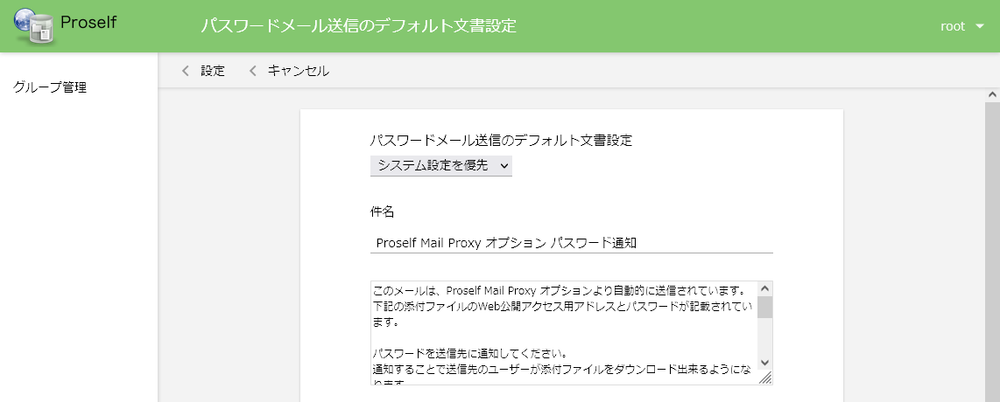 Proself
パスワードメール送信のデフォルト文書設定
root
グループ管理
設定
キャンセル
パスワードメール送信のデフォルト文書設定
システム設定を優先
件名
Proself Mail Proxy オプション パスワード通知
このメールは、Proself Mail Proxy オプションより自動的に送信されています。
下記の添付ファイルのWeb公開アクセス用アドレスとパスワードが記載されてい
ます。
パスワードを送信先に通知してください。
通知することで送信先のユーザーが添付ファイルをダウンロード出来るようにな
ります